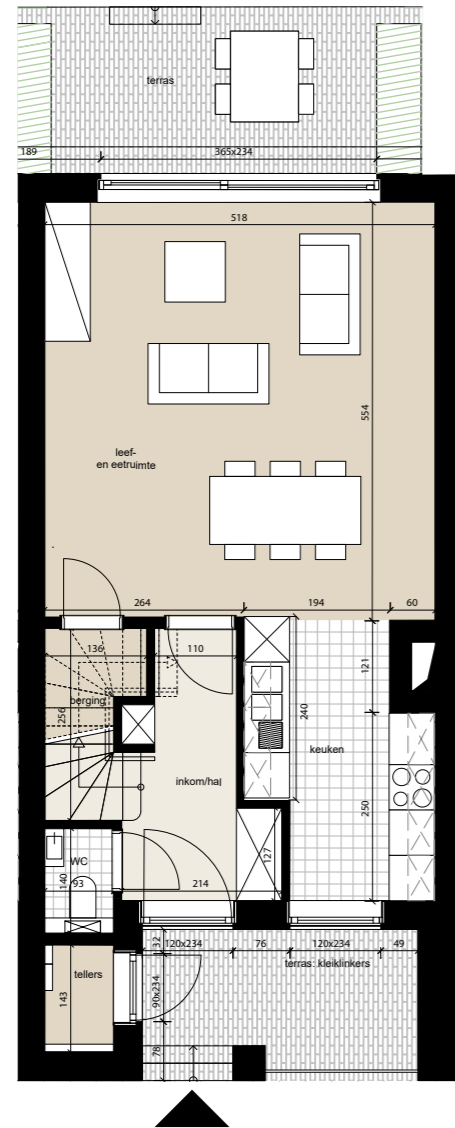 terras
189
365x234
518
554
leef-
en eetruimte
264
194
60
136
110
121
berging
256
240
keuken
inkom/hal
250
WC
127
140
93
214
120x234
76
120x234
49
32
terras: kleiklinkers
tellers
90x234
143
78